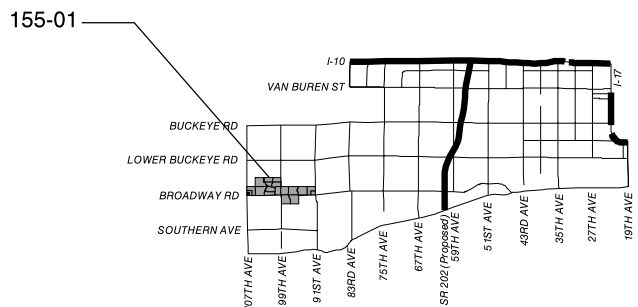 155-01
I-10
I-17
VAN BUREN ST
BUCKEYE RD
LOWER BUCKEYE RD
BROADWAY RD
SOUTHERN AVE
07TH AVE
99TH AVE
91ST AVE
83RD AVE
75TH AVE
67TH AVE
SR 202 (Proposed)
59TH AVE
51ST AVE
43RD AVE
35TH AVE
27TH AVE
19TH AVE